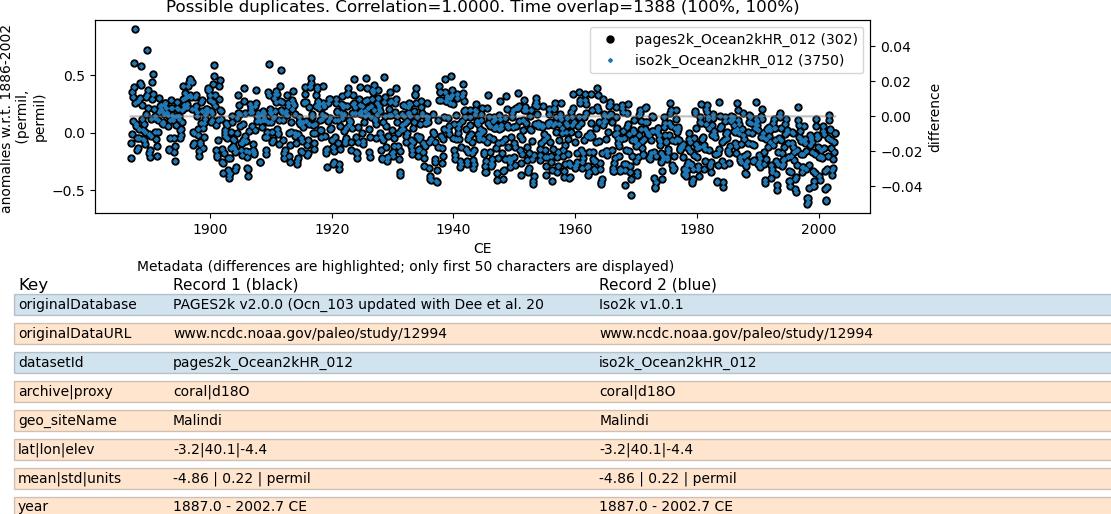 Possible duplicates. Correlation=1.0000. Time overlap=1388 (100%, 100%)
anomalies w.r.t. 1886-2002
(permil,
permil)
0.5
0.0
−0.5
pages2k_Ocean2kHR_012 (302)
iso2k_Ocean2kHR_012 (3750)
0.04
0.02
0.00
−0.02
−0.04
difference
1900 1920 1940 1960 1980 2000
CE
Metadata (differences are highlighted; only first 50 characters are displayed)
Key Record 1 (black) Record 2 (blue)
originalDatabase PAGES2k v2.0.0 (Ocn_103 updated with Dee et al. 20 Iso2k v1.0.1
originalDataURL www.ncdc.noaa.gov/paleo/study/12994 www.ncdc.noaa.gov/paleo/study/12994
datasetId pages2k_Ocean2kHR_012 iso2k_Ocean2kHR_012
archive|proxy coral|d18O coral|d18O
geo_siteName Malindi Malindi
lat|lon|elev -3.2|40.1|-4.4 -3.2|40.1|-4.4
mean|std|units -4.86 | 0.22 | permil -4.86 | 0.22 | permil
year 1887.0 - 2002.7 CE 1887.0 - 2002.7 CE